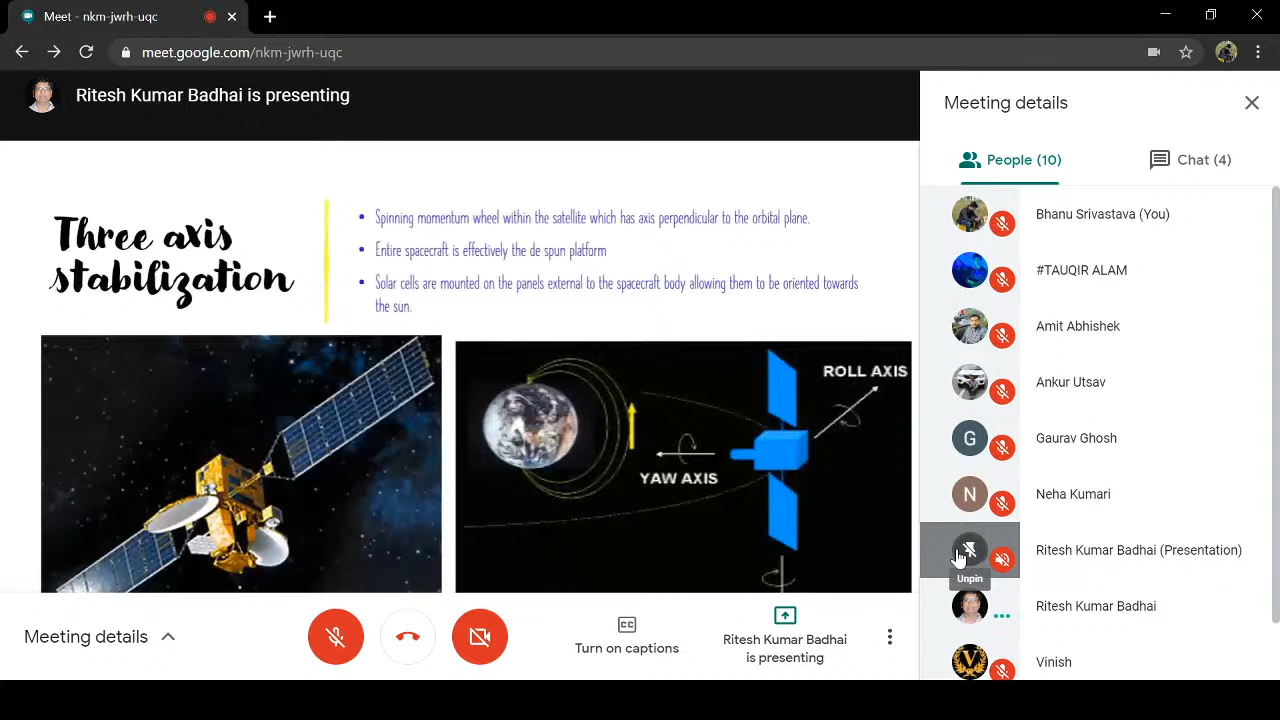 Meet - nkm-jwrh-uqc
meet.google.com/nkm-jwrh-uqc
Ritesh Kumar Badhai is presenting
Three axis
stabilization
• Spinning momentum wheel within the satellite which has axis perpendicular to the orbital plane.
• Entire spacecraft is effectively the de spun platform
• Solar cells are mounted on the panels external to the spacecraft body allowing them to be oriented towards
the sun.
ROLL AXIS
YAW AXIS
Meeting details
Turn on captions
Ritesh Kumar Badhai
is presenting
Meeting details
People (10)
Chat (4)
Bhanu Srivastava (You)
#TAUQIR ALAM
Amit Abhishek
Ankur Utsav
G
Gaurav Ghosh
N
Neha Kumari
Ritesh Kumar Badhai (Presentation)
Unpin
Ritesh Kumar Badhai
V
Vinish